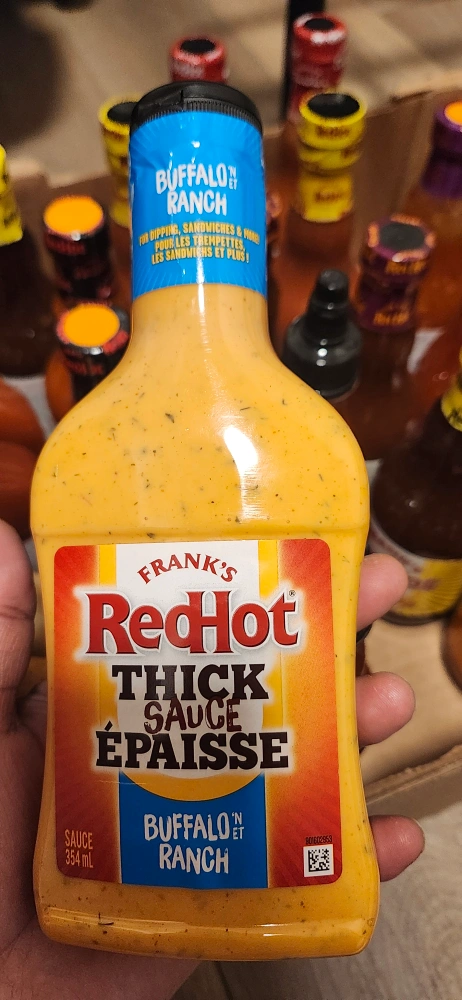 BUFFALO 'N
ET
RANCH
FOR DIPPING, SANDWICHES & MORE!
POUR LES TREMPETTES,
LES SANDWICHS ET PLUS !
FRANK'S
RedHot®
THICK
SAUCE
ÉPAISSE
BUFFALO 'N
ET
RANCH
SAUCE
354 mL